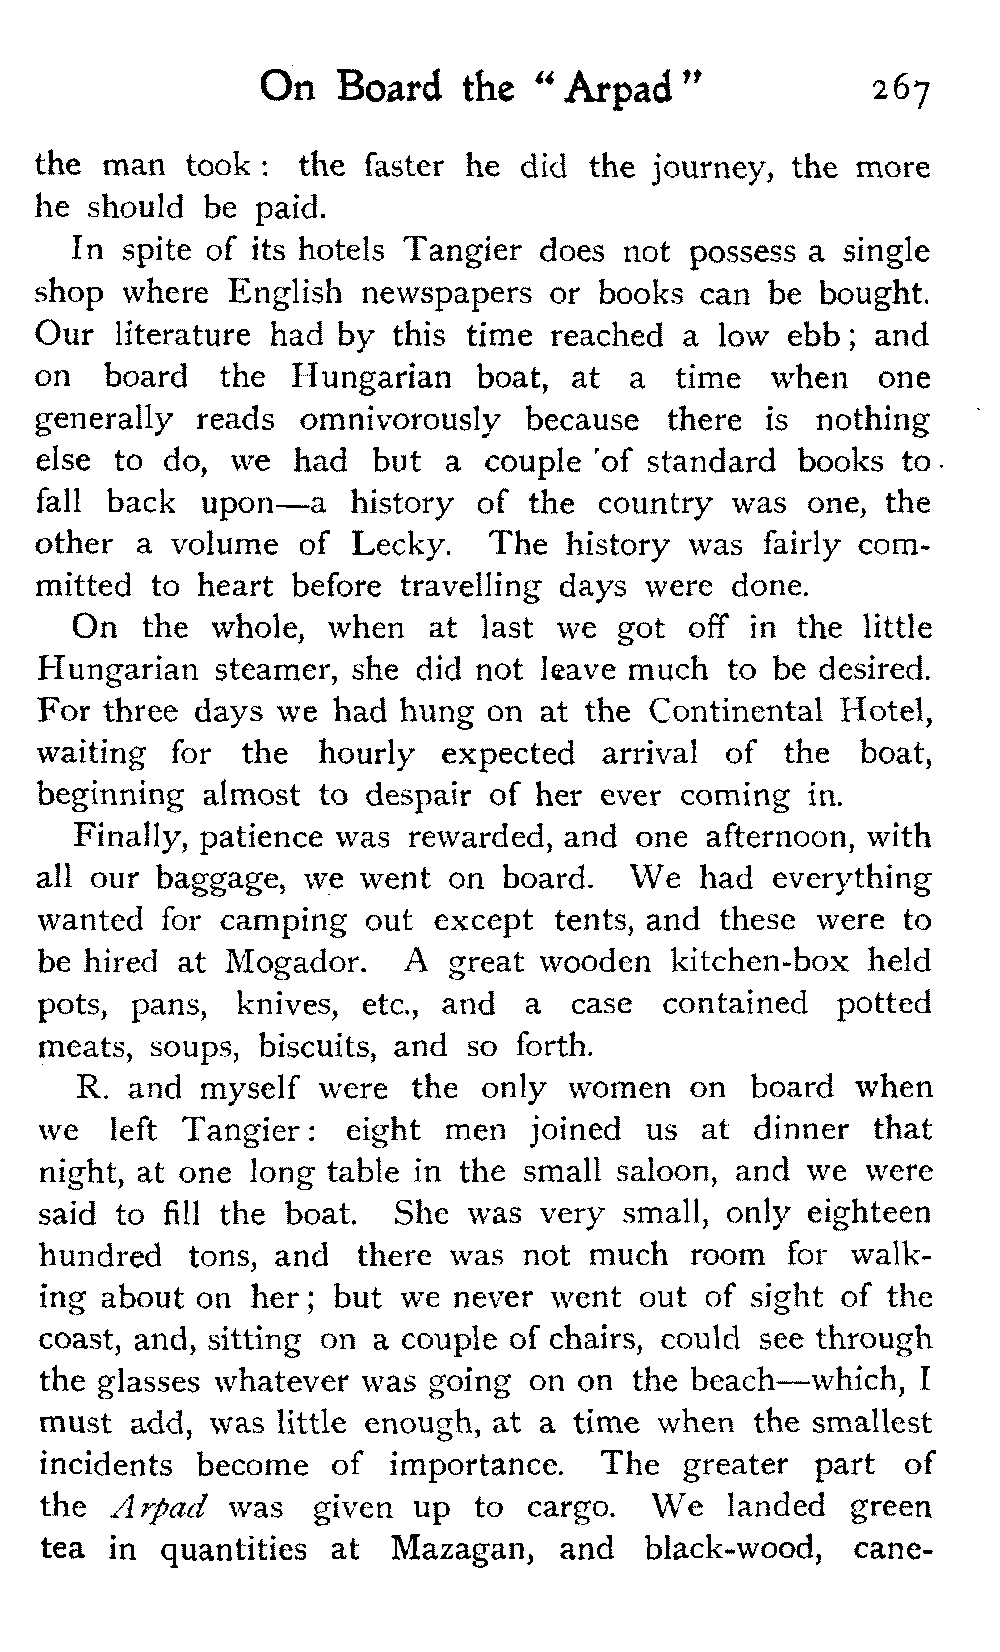 On Board the “Arpad” 267
the man took : the faster he did the journey, the more
he should be paid.
In spite of its hotels Tangier does not possess a single
shop where English newspapers or books can be bought.
Our literature had by this time reached a low ebb ; and
on board the Hungarian boat, at a time when one
generally reads omnivorously because there is nothing
else to do, we had but a couple of standard books to
fall back upon—a history of the country was one, the
other a volume of Lecky. The history was fairly com-
mitted to heart before travelling days were done.
On the whole, when at last we got off in the little
Hungarian steamer, she did not leave much to be desired.
For three days we had hung on at the Continental Hotel,
waiting for the hourly expected arrival of the boat,
beginning almost to despair of her ever coming in.
Finally, patience was rewarded, and one afternoon, with
all our baggage, we went on board. We had everything
wanted for camping out except tents, and these were to
be hired at Mogador. A great wooden kitchen-box held
pots, pans, knives, etc., and a case contained potted
meats, soups, biscuits, and so forth.
R. and myself were the only women on board when
we left Tangier : eight men joined us at dinner that
night, at one long table in the small saloon, and we were
said to fill the boat. She was very small, only eighteen
hundred tons, and there was not much room for walk-
ing about on her ; but we never went out of sight of the
coast, and, sitting on a couple of chairs, could see through
the glasses whatever was going on on the beach—which, I
must add, was little enough, at a time when the smallest
incidents become of importance. The greater part of
the Arpad was given up to cargo. We landed green
tea in quantities at Mazagan, and black-wood, cane-